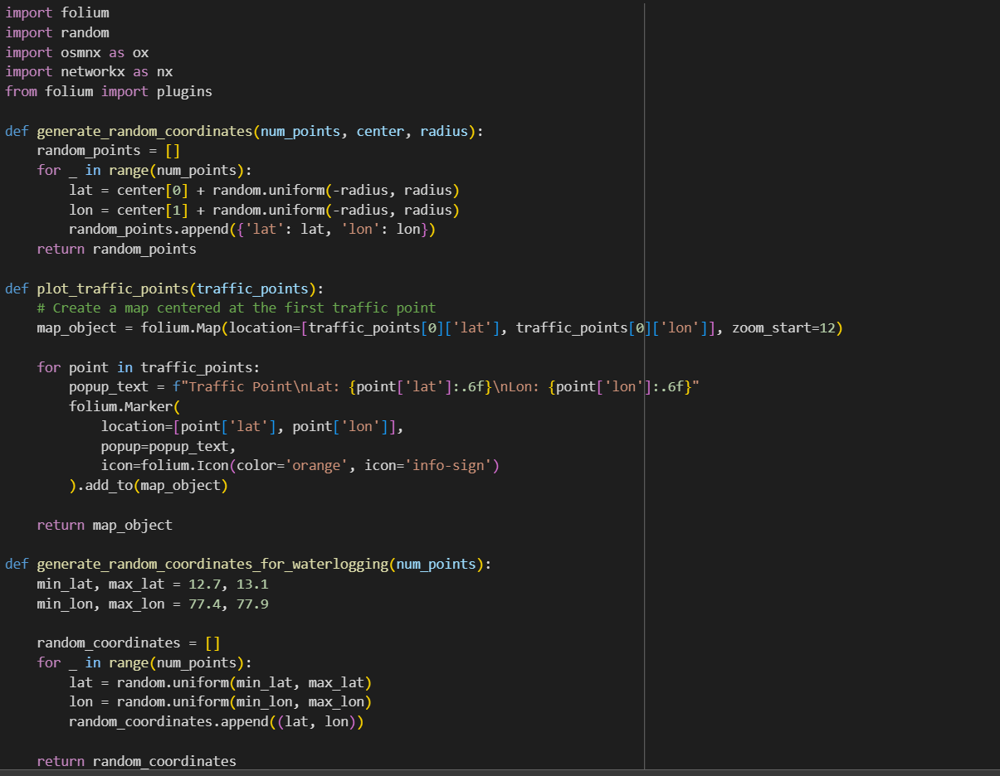 import folium
import random
import osmnx as ox
import networkx as nx
from folium import plugins

def generate_random_coordinates(num_points, center, radius):
    random_points = []
    for _ in range(num_points):
        lat = center[0] + random.uniform(-radius, radius)
        lon = center[1] + random.uniform(-radius, radius)
        random_points.append({'lat': lat, 'lon': lon})
    return random_points

def plot_traffic_points(traffic_points):
    # Create a map centered at the first traffic point
    map_object = folium.Map(location=[traffic_points[0]['lat'], traffic_points[0]['lon']], zoom_start=12)

    for point in traffic_points:
        popup_text = f"Traffic Point\nLat: {point['lat']:.6f}\nLon: {point['lon']:.6f}"
        folium.Marker(
            location=[point['lat'], point['lon']],
            popup=popup_text,
            icon=folium.Icon(color='orange', icon='info-sign')
        ).add_to(map_object)

    return map_object

def generate_random_coordinates_for_waterlogging(num_points):
    min_lat, max_lat = 12.7, 13.1
    min_lon, max_lon = 77.4, 77.9

    random_coordinates = []
    for _ in range(num_points):
        lat = random.uniform(min_lat, max_lat)
        lon = random.uniform(min_lon, max_lon)
        random_coordinates.append((lat, lon))

    return random_coordinates